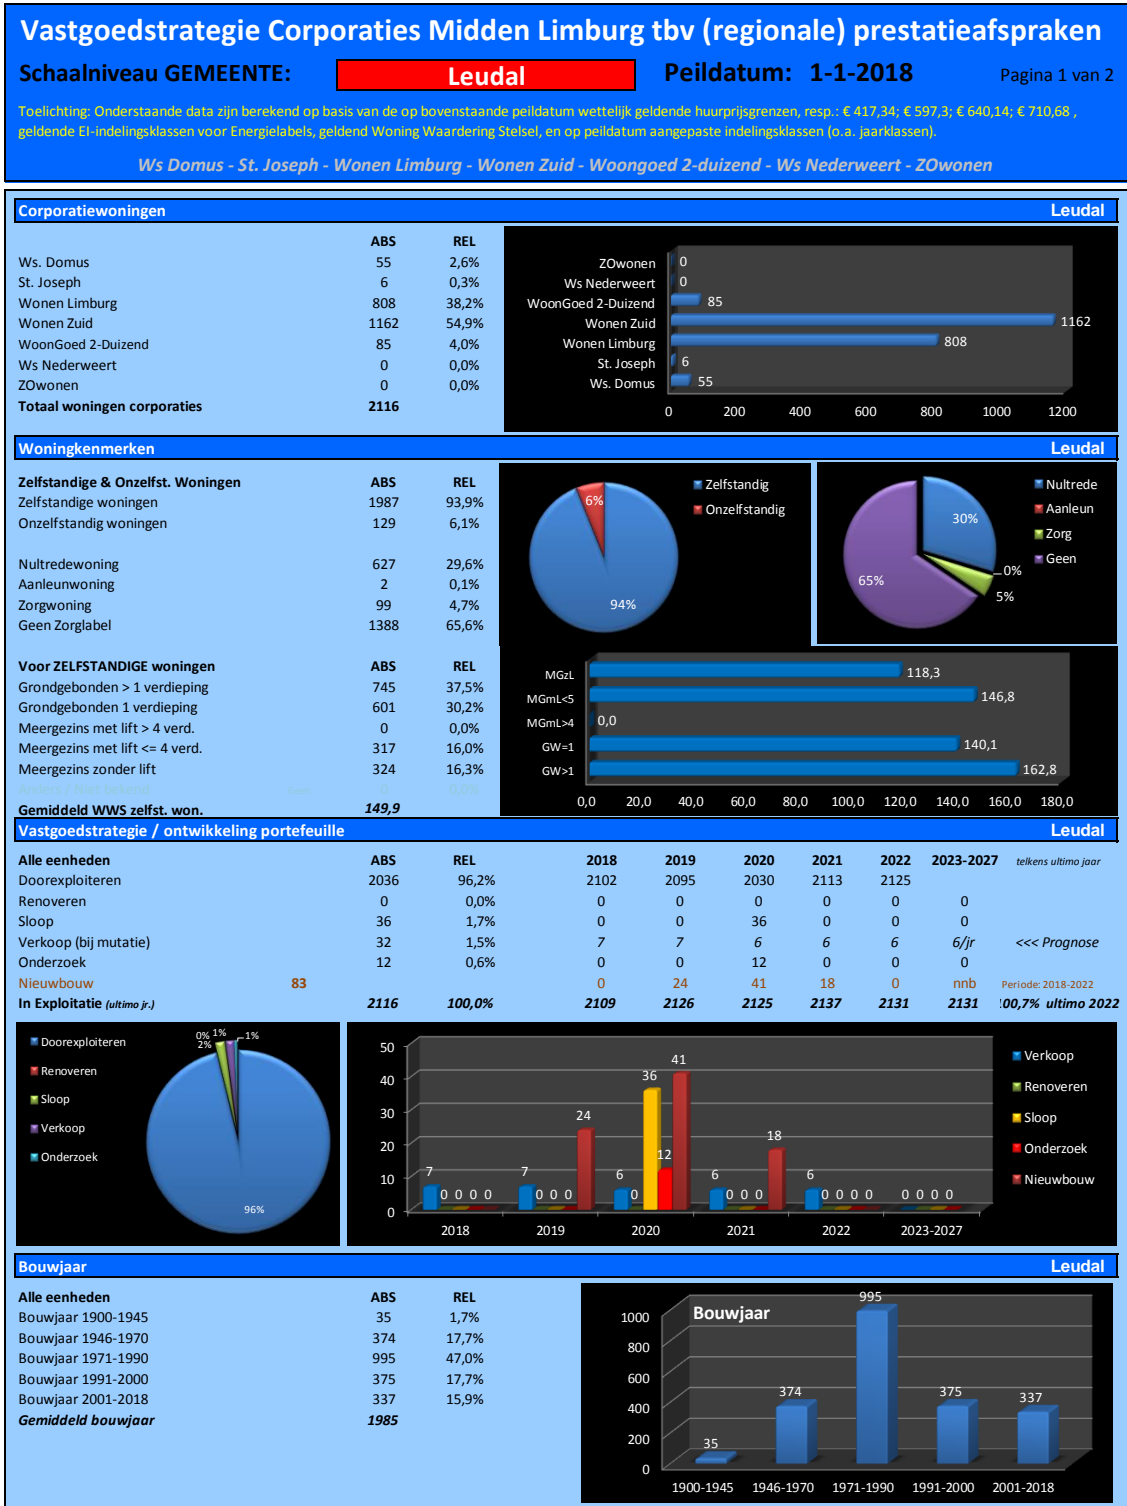 Vastgoedstrategie Corporaties Midden Limburg tbv (regionale) prestatieafspraken
Schaalniveau GEMEENTE: Leudal Peildatum: 1-1-2018 Pagina 1 van 2
Toelichting: Onderstaande data zijn berekend op basis van de op bovenstaande peildatum wettelijk geldende huurprijsgrenzen, resp.: € 417,34; € 597,3; € 640,14; € 710,68 ,
geldende EI-indelingsklassen voor Energielabels, geldend Woning Waardering Stelsel, en op peildatum aangepaste indelingsklassen (o.a. jaarklassen).
Ws Domus - St. Joseph - Wonen Limburg - Wonen Zuid - Woongoed 2-duizend - Ws Nederweert - ZOwonen
Corporatiewoningen Leudal
ABS REL
Ws. Domus 55 2,6%
St. Joseph 6 0,3%
Wonen Limburg 808 38,2%
Wonen Zuid 1162 54,9%
WoonGoed 2-Duizend 85 4,0%
Ws Nederweert 0 0,0%
ZOwonen 0 0,0%
Totaal woningen corporaties 2116
ZOwonen 0
Ws Nederweert 0
WoonGoed 2-Duizend 85
Wonen Zuid 1162
Wonen Limburg 808
St. Joseph 6
Ws. Domus 55
0 200 400 600 800 1000 1200
Woningkenmerken Leudal
Zelfstandige & Onzelfst. Woningen ABS REL
Zelfstandige woningen 1987 93,9%
Onzelfstandig woningen 129 6,1%
Nultredewoning 627 29,6%
Aanleunwoning 2 0,1%
Zorgwoning 99 4,7%
Geen Zorglabel 1388 65,6%
6%
94%
Zelfstandig
Onzelfstandig
30%
0%
5%
65%
Nultrede
Aanleun
Zorg
Geen
Voor ZELFSTANDIGE woningen ABS REL
Grondgebonden > 1 verdieping 745 37,5%
Grondgebonden 1 verdieping 601 30,2%
Meergezins met lift > 4 verd. 0 0,0%
Meergezins met lift <= 4 verd. 317 16,0%
Meergezins zonder lift 324 16,3%
Anders / Niet bekend 0 0,0%
Gemiddeld WWS zelfst. won. 149,9
MGzL 118,3
MGmL<5 146,8
MGmL>4 0,0
GW=1 140,1
GW>1 162,8
0,0 20,0 40,0 60,0 80,0 100,0 120,0 140,0 160,0 180,0
Vastgoedstrategie / ontwikkeling portefeuille Leudal
Alle eenheden ABS REL 2018 2019 2020 2021 2022 2023-2027 telkens ultimo jaar
Doorexploiteren 2036 96,2% 2102 2095 2030 2113 2125
Renoveren 0 0,0% 0 0 0 0 0 0
Sloop 36 1,7% 0 0 36 0 0 0
Verkoop (bij mutatie) 32 1,5% 7 7 6 6 6 6/jr <<< Prognose
Onderzoek 12 0,6% 0 0 12 0 0 0
Nieuwbouw 83 0 24 41 18 0 nnb Periode: 2018-2022
In Exploitatie (ultimo jr.) 2116 100,0% 2109 2126 2125 2137 2131 2131 100,7% ultimo 2022
Doorexploiteren
Renoveren
Sloop
Verkoop
Onderzoek
0% 1% 1%
2%
96%
50
40
30
20
10
0
7 0 0 0 0
7 0 0 0 24
6 0 36 12 41
6 0 0 0 18
6 0 0 0 0
0 0 0 0
2018 2019 2020 2021 2022 2023-2027
Verkoop
Renoveren
Sloop
Onderzoek
Nieuwbouw
Bouwjaar Leudal
Alle eenheden ABS REL
Bouwjaar 1900-1945 35 1,7%
Bouwjaar 1946-1970 374 17,7%
Bouwjaar 1971-1990 995 47,0%
Bouwjaar 1991-2000 375 17,7%
Bouwjaar 2001-2018 337 15,9%
Gemiddeld bouwjaar 1985
Bouwjaar
1000
800
600
400
200
0
35 374 995 375 337
1900-1945 1946-1970 1971-1990 1991-2000 2001-2018